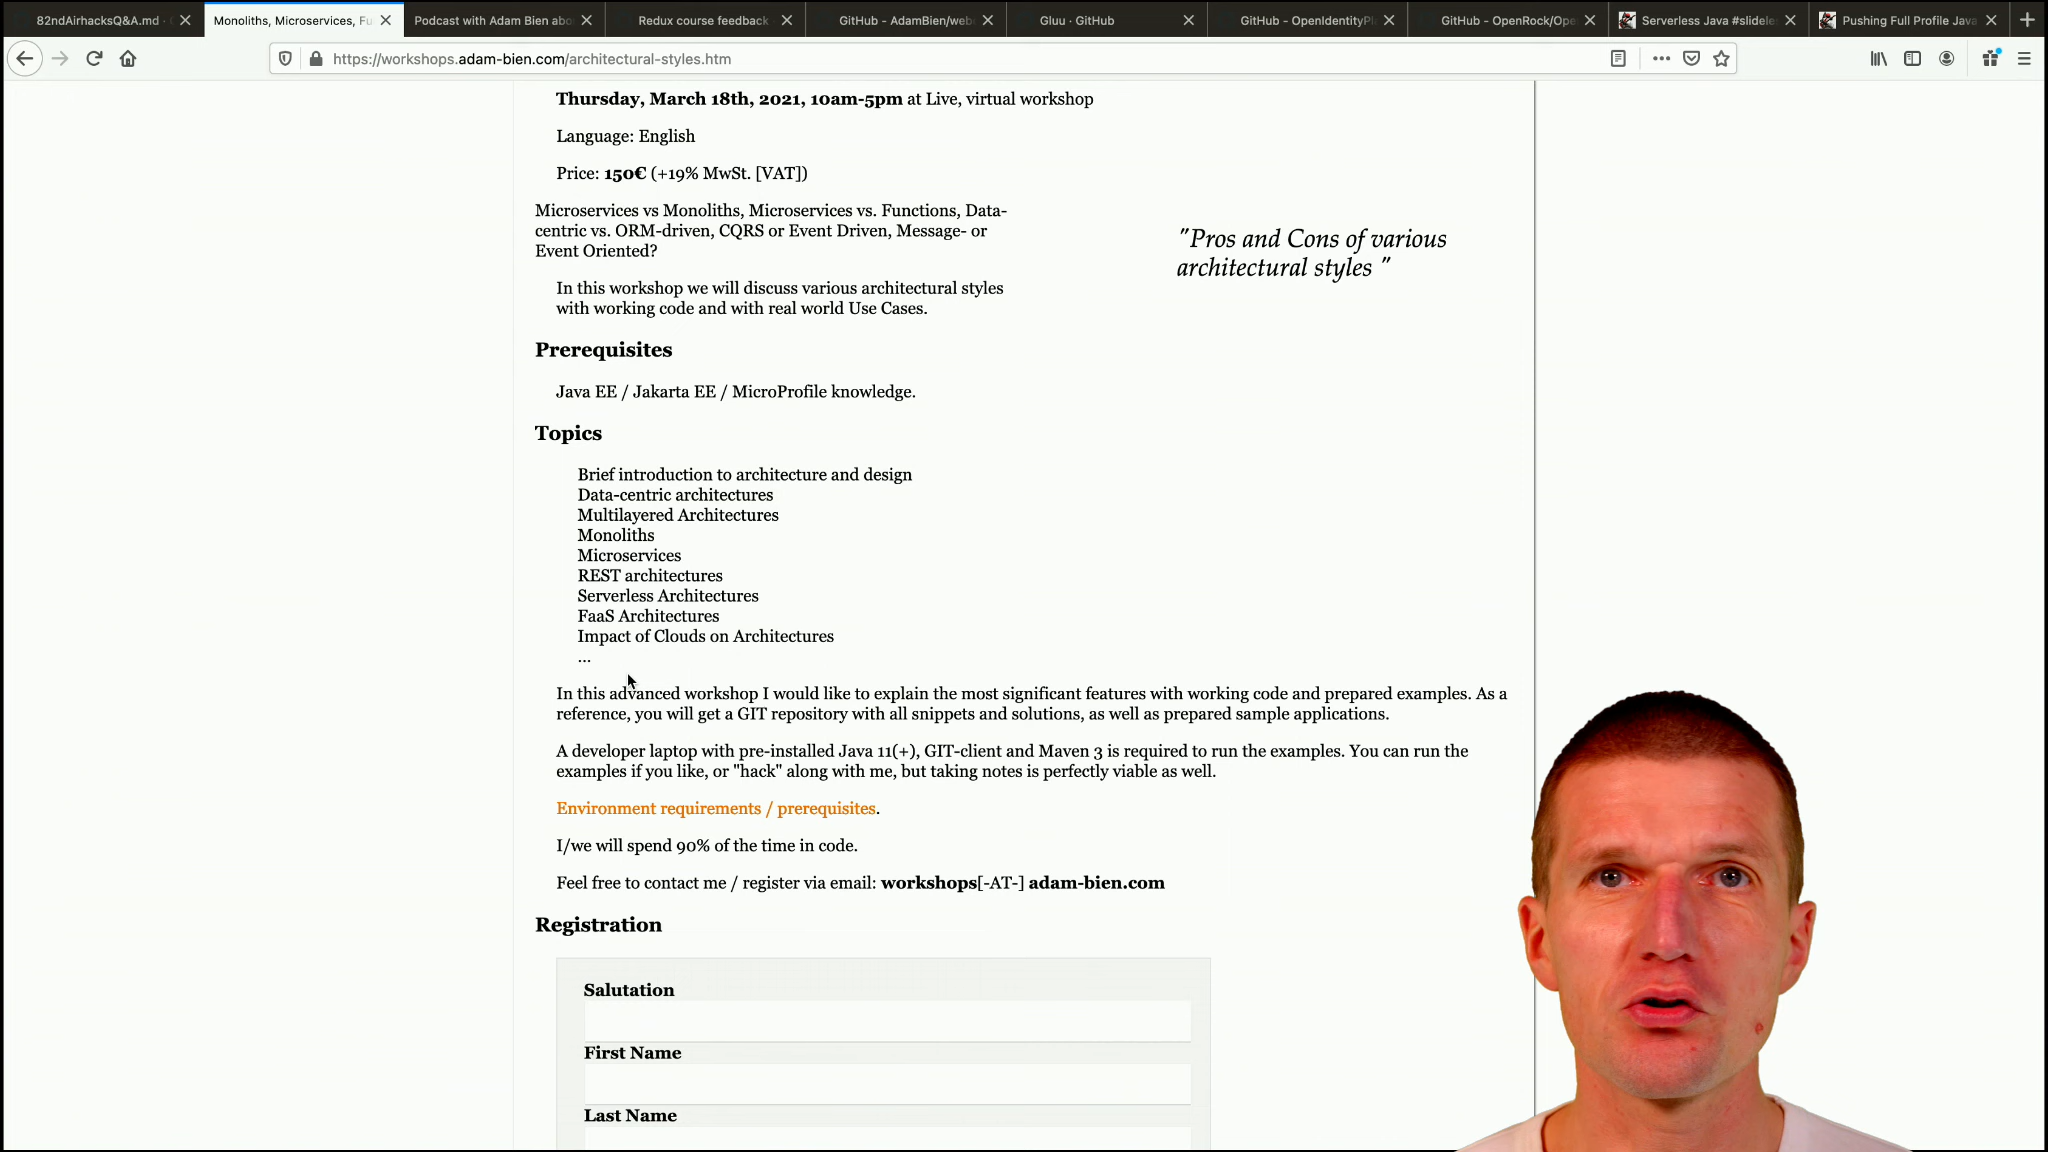 82ndAirhacksQ&A.md ·
Monoliths, Microservices, Fu
Podcast with Adam Bien abo
Redux course feedback
GitHub - AdamBien/web
Gluu · GitHub
GitHub - OpenIdentityPl
GitHub - OpenRock/Ope
Serverless Java #slidele
Pushing Full Profile Java
https://workshops.adam-bien.com/architectural-styles.htm
Thursday, March 18th, 2021, 10am-5pm at Live, virtual workshop
Language: English
Price: 150€ (+19% MwSt. [VAT])
Microservices vs Monoliths, Microservices vs. Functions, Data-
centric vs. ORM-driven, CQRS or Event Driven, Message- or
Event Oriented?
"Pros and Cons of various
architectural styles "
In this workshop we will discuss various architectural styles
with working code and with real world Use Cases.
Prerequisites
Java EE / Jakarta EE / MicroProfile knowledge.
Topics
Brief introduction to architecture and design
Data-centric architectures
Multilayered Architectures
Monoliths
Microservices
REST architectures
Serverless Architectures
FaaS Architectures
Impact of Clouds on Architectures
...
In this advanced workshop I would like to explain the most significant features with working code and prepared examples. As a
reference, you will get a GIT repository with all snippets and solutions, as well as prepared sample applications.
A developer laptop with pre-installed Java 11(+), GIT-client and Maven 3 is required to run the examples. You can run the
examples if you like, or "hack" along with me, but taking notes is perfectly viable as well.
Environment requirements / prerequisites.
I/we will spend 90% of the time in code.
Feel free to contact me / register via email: workshops[-AT-] adam-bien.com
Registration
Salutation
First Name
Last Name